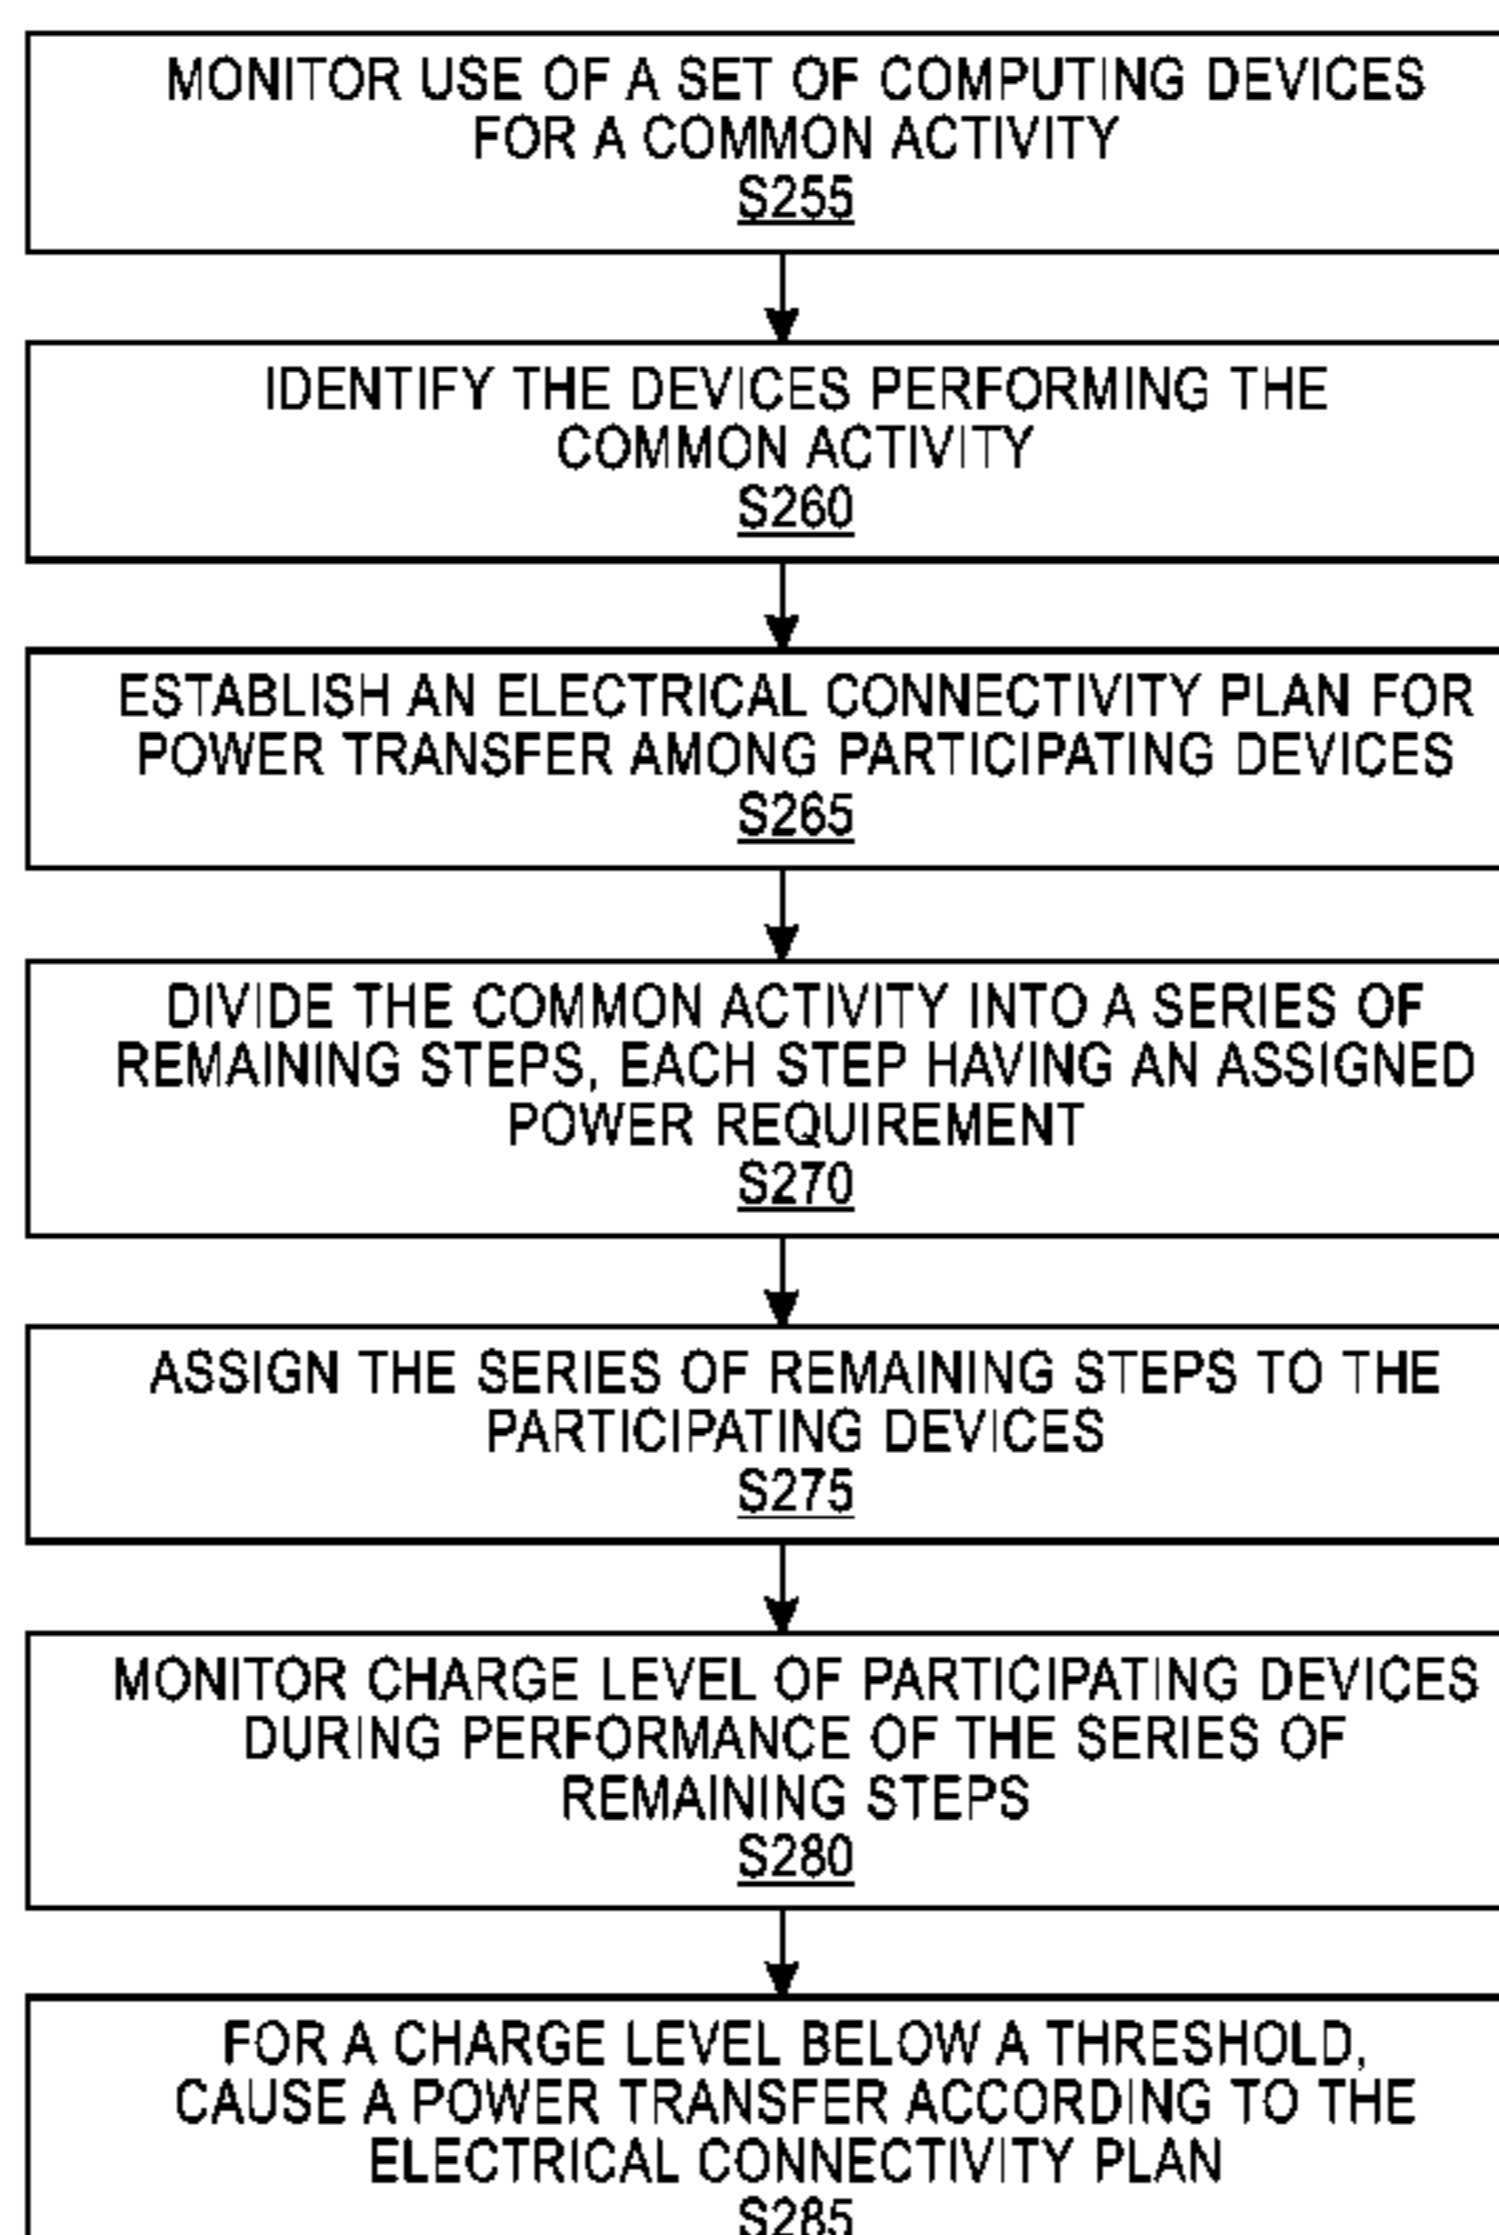 MONITOR USE OF A SET OF COMPUTING DEVICES
FOR A COMMON ACTIVITY
S255
IDENTIFY THE DEVICES PERFORMING THE
COMMON ACTIVITY
S260
ESTABLISH AN ELECTRICAL CONNECTIVITY PLAN FOR
POWER TRANSFER AMONG PARTICIPATING DEVICES
S265
DIVIDE THE COMMON ACTIVITY INTO A SERIES OF
REMAINING STEPS, EACH STEP HAVING AN ASSIGNED
POWER REQUIREMENT
S270
ASSIGN THE SERIES OF REMAINING STEPS TO THE
PARTICIPATING DEVICES
S275
MONITOR CHARGE LEVEL OF PARTICIPATING DEVICES
DURING PERFORMANCE OF THE SERIES OF
REMAINING STEPS
S280
FOR A CHARGE LEVEL BELOW A THRESHOLD,
CAUSE A POWER TRANSFER ACCORDING TO THE
ELECTRICAL CONNECTIVITY PLAN
S285